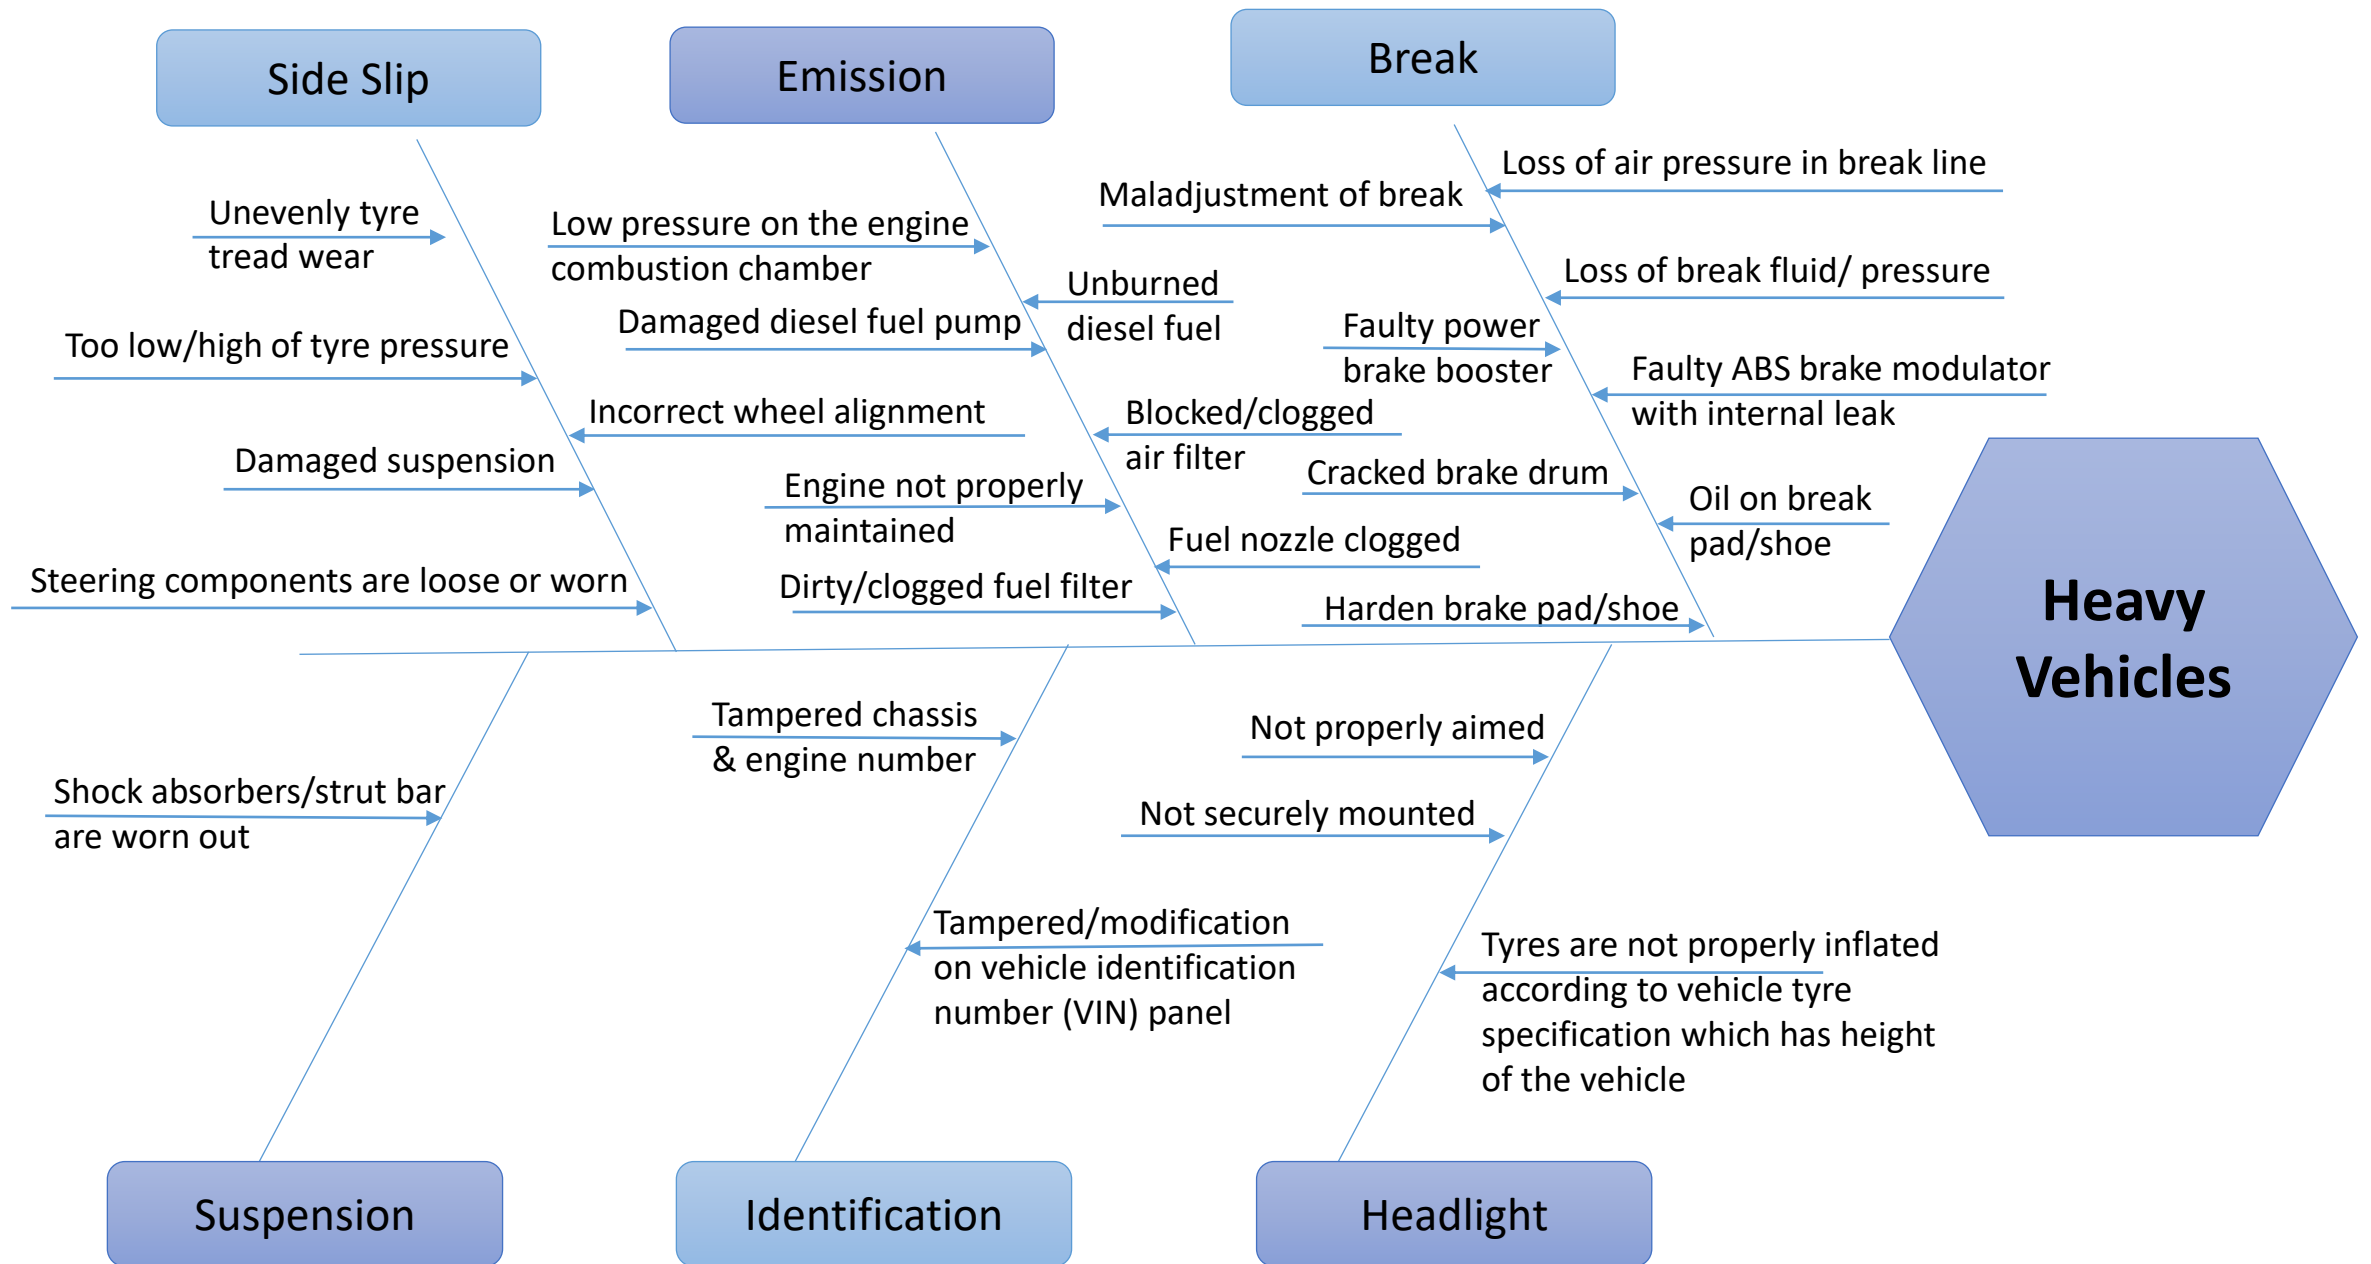 Side Slip
Emission
Break
Unevenly tyre
tread wear
Too low/high of tyre pressure
Incorrect wheel alignment
Damaged suspension
Steering components are loose or worn
Low pressure on the engine
combustion chamber
Unburned
diesel fuel
Damaged diesel fuel pump
Blocked/clogged
air filter
Engine not properly
maintained
Fuel nozzle clogged
Dirty/clogged fuel filter
Loss of air pressure in break line
Maladjustment of break
Loss of break fluid/ pressure
Faulty power
brake booster
Faulty ABS brake modulator
with internal leak
Cracked brake drum
Oil on break
pad/shoe
Harden brake pad/shoe
Heavy
Vehicles
Shock absorbers/strut bar
are worn out
Tampered chassis
& engine number
Tampered/modification
on vehicle identification
number (VIN) panel
Not properly aimed
Not securely mounted
Tyres are not properly inflated
according to vehicle tyre
specification which has height
of the vehicle
Suspension
Identification
Headlight